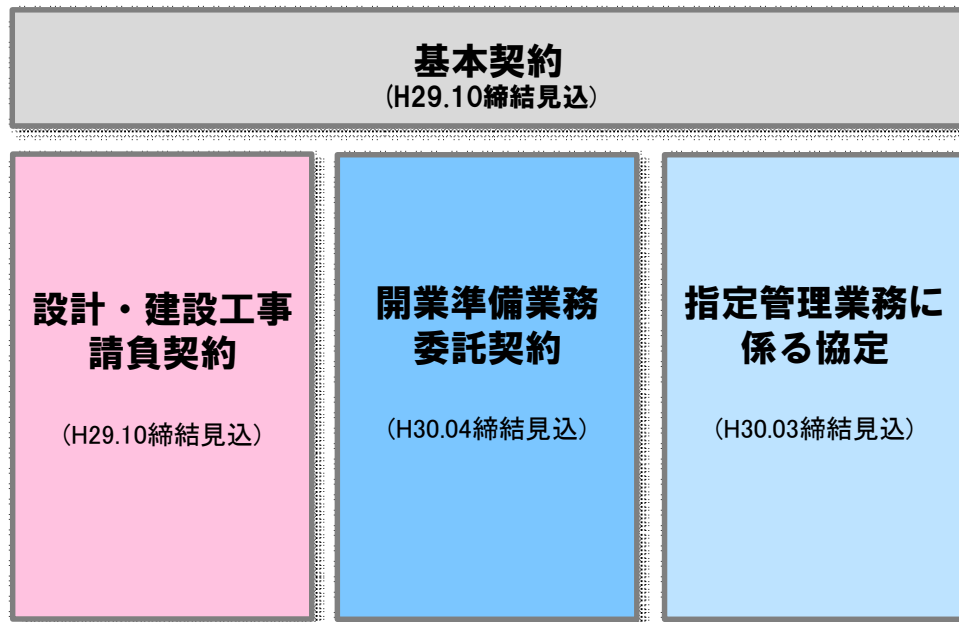 基本契約
(H29.10締結見込)
設計・建設工事
請負契約
(H29.10締結見込)
開業準備業務
委託契約
(H30.04締結見込)
指定管理業務に
係る協定
(H30.03締結見込)